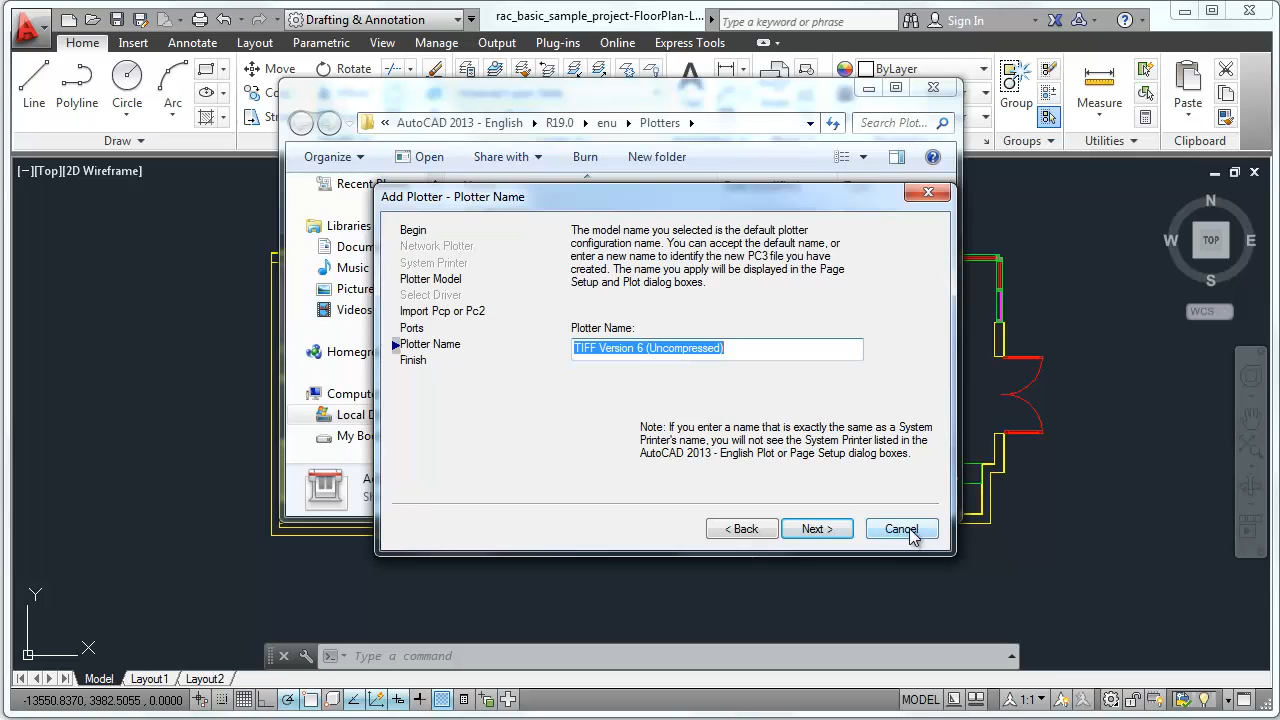 Drafting & Annotation
rac_basic_sample_project-FloorPlan-L...
Type a keyword or phrase
Sign In
Home
Insert
Annotate
Layout
Parametric
View
Manage
Output
Plug-ins
Online
Express Tools
Line
Polyline
Circle
Arc
Move
Rotate
Draw
ByLayer
Group
Groups
Measure
Utilities
Paste
Clipboard
[−][Top][2D Wireframe]
AutoCAD 2013 - English
R19.0
enu
Plotters
Search Plot...
Organize
Open
Share with
Burn
New folder
Libraries
Music
Videos
Add Plotter - Plotter Name
Begin
Network Plotter
System Printer
Plotter Model
Select Driver
Import Pcp or Pc2
Ports
Plotter Name
Finish
The model name you selected is the default plotter
configuration name. You can accept the default name, or
enter a new name to identify the new PC3 file you have
created. The name you apply will be displayed in the Page
Setup and Plot dialog boxes.
Plotter Name:
TIFF Version 6 (Uncompressed)
Note: If you enter a name that is exactly the same as a System
Printer's name, you will not see the System Printer listed in the
AutoCAD 2013 - English Plot or Page Setup dialog boxes.
< Back
Next >
Cancel
N
W
TOP
E
S
WCS
Y
X
Type a command
Model
Layout1
Layout2
-13550.8370, 3982.5055, 0.0000
MODEL
1:1